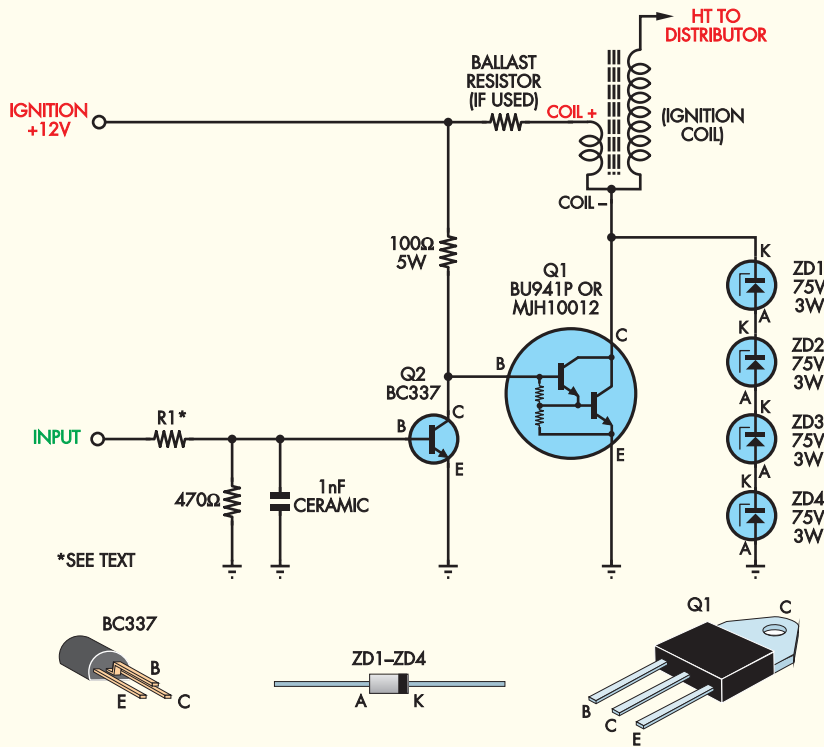 HT TO
DISTRIBUTOR
BALLAST
RESISTOR
(IF USED)
IGNITION
+12V
COIL +
(IGNITION
COIL)
COIL –
100Ω
5W
Q1
BU941P OR
MJH10012
K
ZD1
75V
3W
A
C
K
ZD2
75V
3W
A
B
Q2
BC337
C
K
ZD3
75V
3W
A
R1*
B
INPUT
E
E
K
ZD4
75V
3W
A
470Ω
1nF
CERAMIC
*SEE TEXT
BC337
B
E
C
ZD1–ZD4
A
K
Q1
C
B
C
E